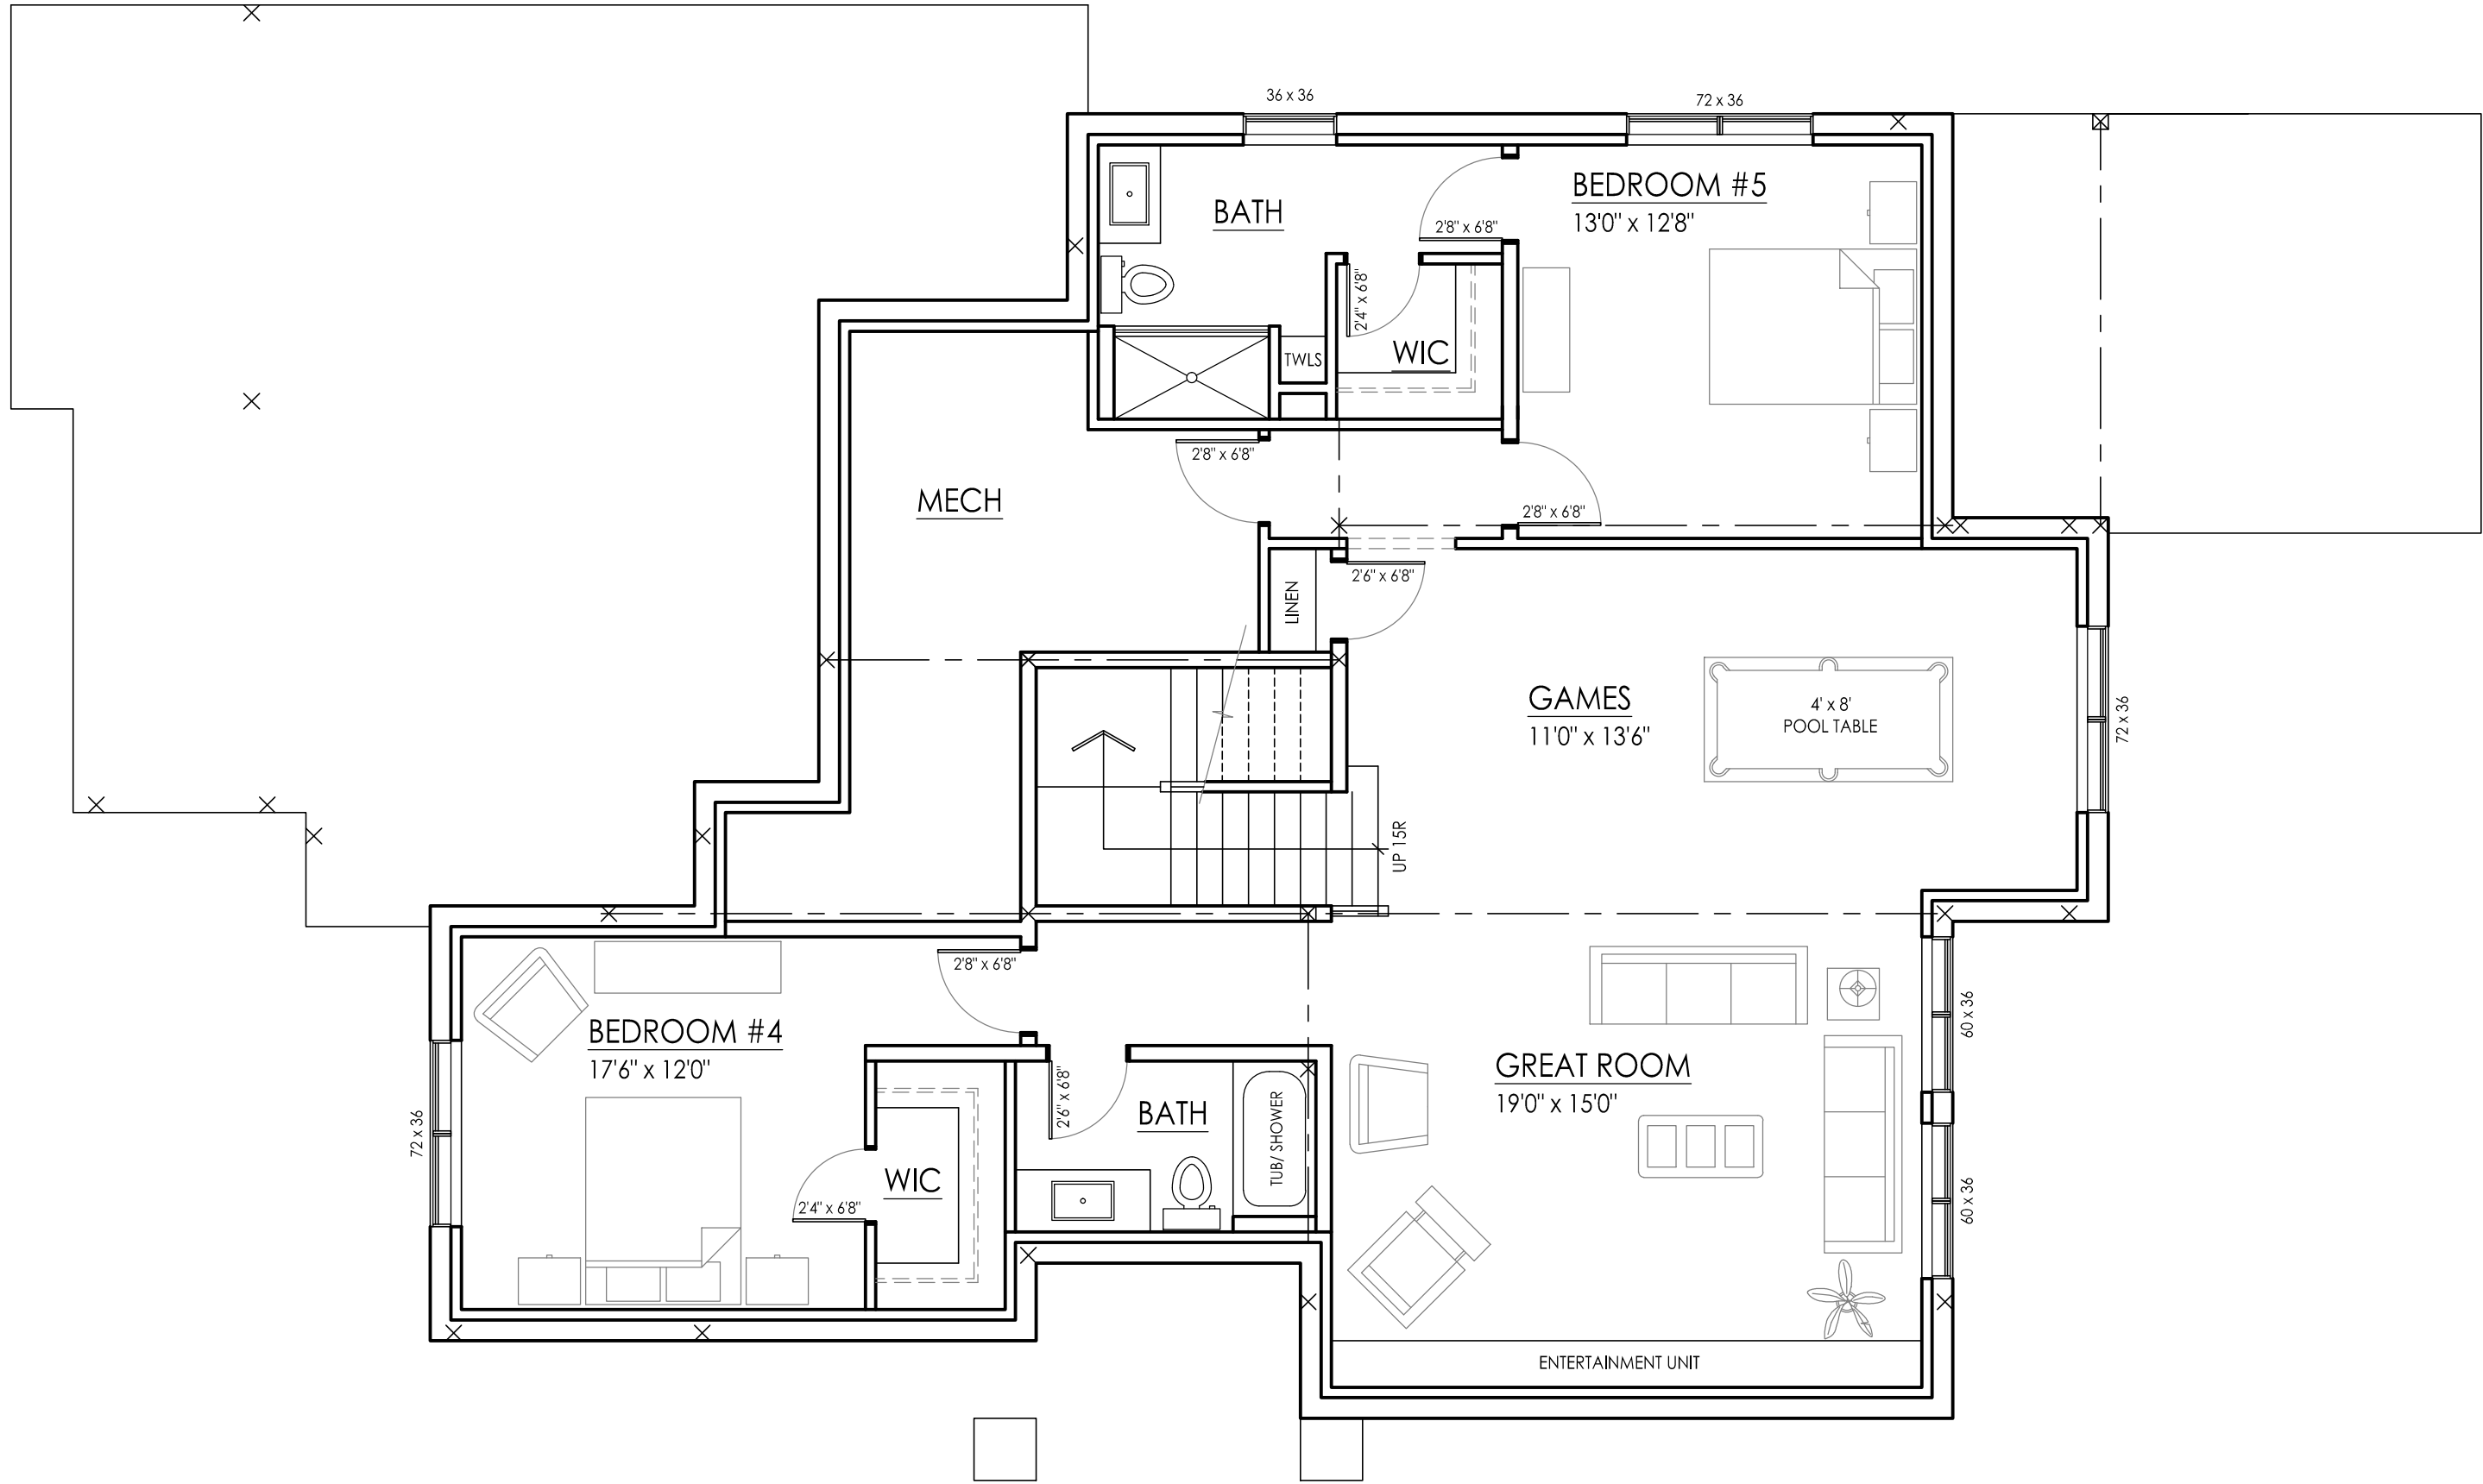 36 x 36
72 x 36
BEDROOM #5
13'0" x 12'8"
BATH
2'8" x 6'8"
2'4" x 6'8"
WIC
TWLS
2'8" x 6'8"
MECH
2'8" x 6'8"
2'6" x 6'8"
LINEN
GAMES
11'0" x 13'6"
4' x 8'
POOL TABLE
72 x 36
UP 15R
2'8" x 6'8"
BEDROOM #4
17'6" x 12'0"
72 x 36
60 x 36
GREAT ROOM
19'0" x 15'0"
2'6" x 6'8"
BATH
TUB/ SHOWER
WIC
2'4" x 6'8"
60 x 36
ENTERTAINMENT UNIT